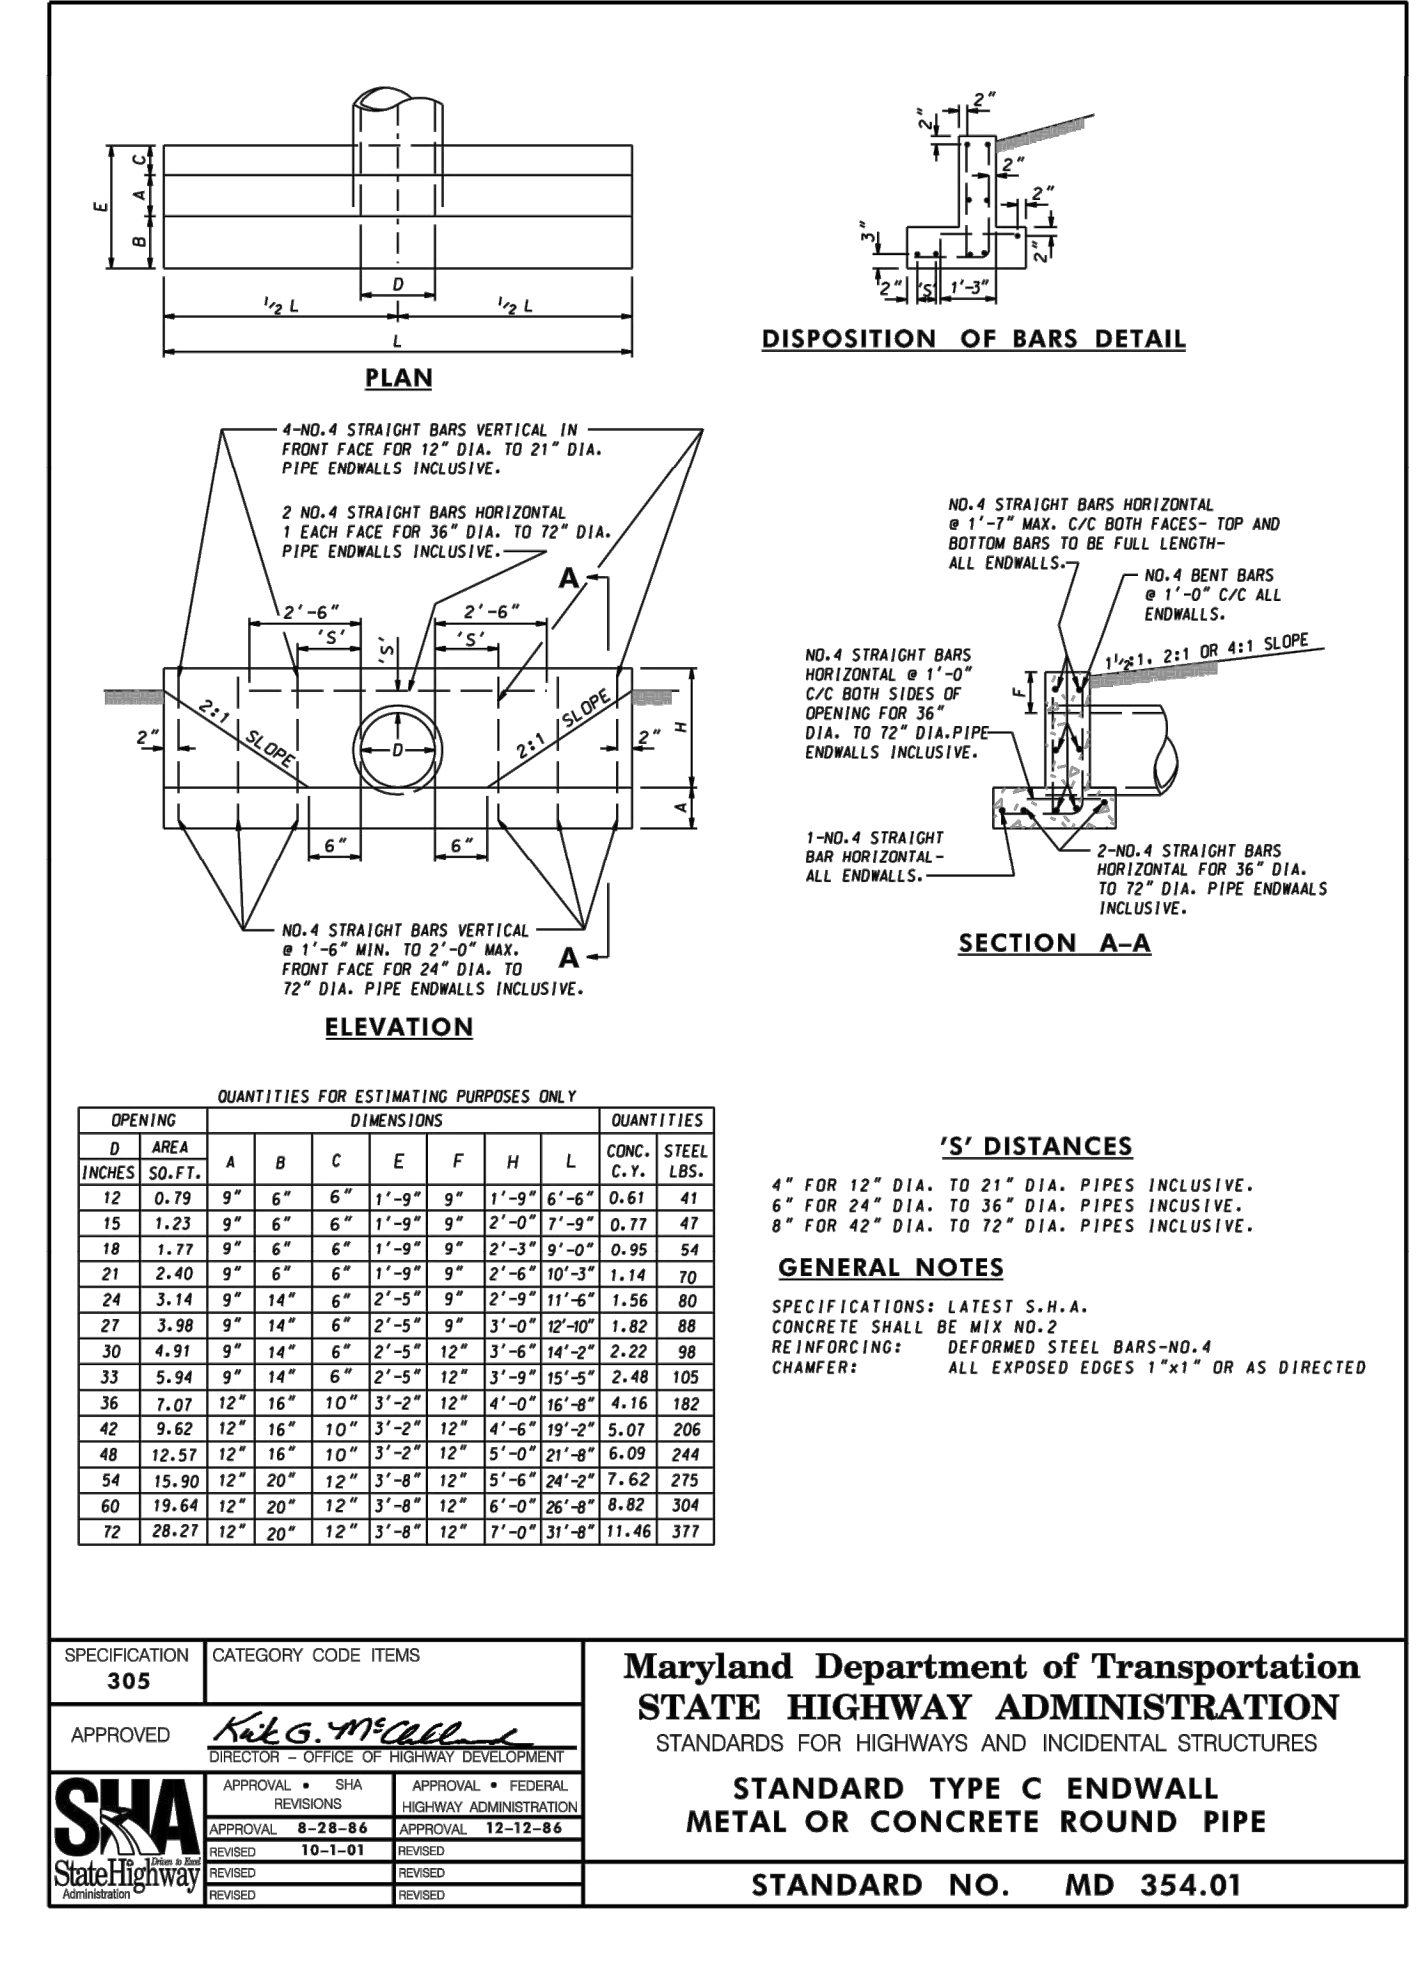 C
A
E
B
D
1/2 L
1/2 L
L
PLAN
2"
2"
2"
2"
3"
2"
2"
'S'
1'-3"
DISPOSITION OF BARS DETAIL
4-NO.4 STRAIGHT BARS VERTICAL IN
FRONT FACE FOR 12" DIA. TO 21" DIA.
PIPE ENDWALLS INCLUSIVE.
2 NO.4 STRAIGHT BARS HORIZONTAL
1 EACH FACE FOR 36" DIA. TO 72" DIA.
PIPE ENDWALLS INCLUSIVE.
A
2'-6"
2'-6"
'S'
'S'
'S'
2:1 SLOPE
2:1 SLOPE
2"
2"
D
H
A
6"
6"
NO.4 STRAIGHT BARS VERTICAL
@ 1'-6" MIN. TO 2'-0" MAX.
FRONT FACE FOR 24" DIA. TO
72" DIA. PIPE ENDWALLS INCLUSIVE.
A
ELEVATION
NO.4 STRAIGHT BARS HORIZONTAL
@ 1'-7" MAX. C/C BOTH FACES- TOP AND
BOTTOM BARS TO BE FULL LENGTH-
ALL ENDWALLS.
NO.4 BENT BARS
@ 1'-0" C/C ALL
ENDWALLS.
NO.4 STRAIGHT BARS
HORIZONTAL @ 1'-0"
C/C BOTH SIDES OF
OPENING FOR 36"
DIA. TO 72" DIA.PIPE
ENDWALLS INCLUSIVE.
1 1/2:1, 2:1 OR 4:1 SLOPE
F
1-NO.4 STRAIGHT
BAR HORIZONTAL-
ALL ENDWALLS.
2-NO.4 STRAIGHT BARS
HORIZONTAL FOR 36" DIA.
TO 72" DIA. PIPE ENDWAALS
INCLUSIVE.
SECTION A-A
QUANTITIES FOR ESTIMATING PURPOSES ONLY
OPENING DIMENSIONS QUANTITIES
D INCHES AREA SQ.FT. A B C E F H L CONC. C.Y. STEEL LBS.
12 0.79 9" 6" 6" 1'-9" 9" 1'-9" 6'-6" 0.61 41
15 1.23 9" 6" 6" 1'-9" 9" 2'-0" 7'-9" 0.77 47
18 1.77 9" 6" 6" 1'-9" 9" 2'-3" 9'-0" 0.95 54
21 2.40 9" 6" 6" 1'-9" 9" 2'-6" 10'-3" 1.14 70
24 3.14 9" 14" 6" 2'-5" 9" 2'-9" 11'-6" 1.56 80
27 3.98 9" 14" 6" 2'-5" 9" 3'-0" 12'-10" 1.82 88
30 4.91 9" 14" 6" 2'-5" 12" 3'-6" 14'-2" 2.22 98
33 5.94 9" 14" 6" 2'-5" 12" 3'-9" 15'-5" 2.48 105
36 7.07 12" 16" 10" 3'-2" 12" 4'-0" 16'-8" 4.16 182
42 9.62 12" 16" 10" 3'-2" 12" 4'-6" 19'-2" 5.07 206
48 12.57 12" 16" 10" 3'-2" 12" 5'-0" 21'-8" 6.09 244
54 15.90 12" 20" 12" 3'-8" 12" 5'-6" 24'-2" 7.62 275
60 19.64 12" 20" 12" 3'-8" 12" 6'-0" 26'-8" 8.82 304
72 28.27 12" 20" 12" 3'-8" 12" 7'-0" 31'-8" 11.46 377
'S' DISTANCES
4" FOR 12" DIA. TO 21" DIA. PIPES INCLUSIVE.
6" FOR 24" DIA. TO 36" DIA. PIPES INCUSIVE.
8" FOR 42" DIA. TO 72" DIA. PIPES INCLUSIVE.
GENERAL NOTES
SPECIFICATIONS: LATEST S.H.A.
CONCRETE SHALL BE MIX NO.2
REINFORCING: DEFORMED STEEL BARS-NO.4
CHAMFER: ALL EXPOSED EDGES 1"x1" OR AS DIRECTED
SPECIFICATION
305
CATEGORY CODE ITEMS
APPROVED Kirk G. McClelland
DIRECTOR - OFFICE OF HIGHWAY DEVELOPMENT
SHA
Driven to Excel
StateHighway
Administration
APPROVAL • SHA
REVISIONS
APPROVAL • FEDERAL
HIGHWAY ADMINISTRATION
APPROVAL 8-28-86 APPROVAL 12-12-86
REVISED 10-1-01 REVISED
REVISED REVISED
REVISED REVISED
Maryland Department of Transportation
STATE HIGHWAY ADMINISTRATION
STANDARDS FOR HIGHWAYS AND INCIDENTAL STRUCTURES
STANDARD TYPE C ENDWALL
METAL OR CONCRETE ROUND PIPE
STANDARD NO. MD 354.01